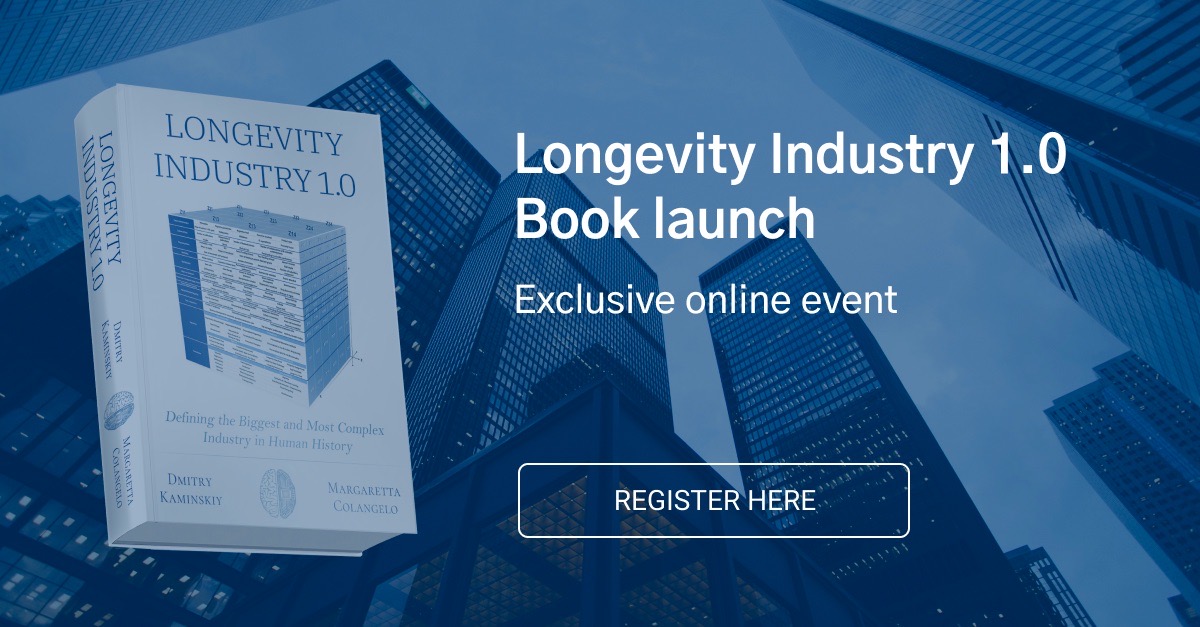 LONGEVITY
INDUSTRY 1.0
Defining the Biggest and Most Complex
Industry in Human History
DMITRY
KAMINSKIY
MARGARETTA
COLANGELO
LONGEVITY
INDUSTRY 1.0
DMITRY
KAMINSKIY
MARGARETTA
COLANGELO
Longevity Industry 1.0
Book launch
Exclusive online event
REGISTER HERE